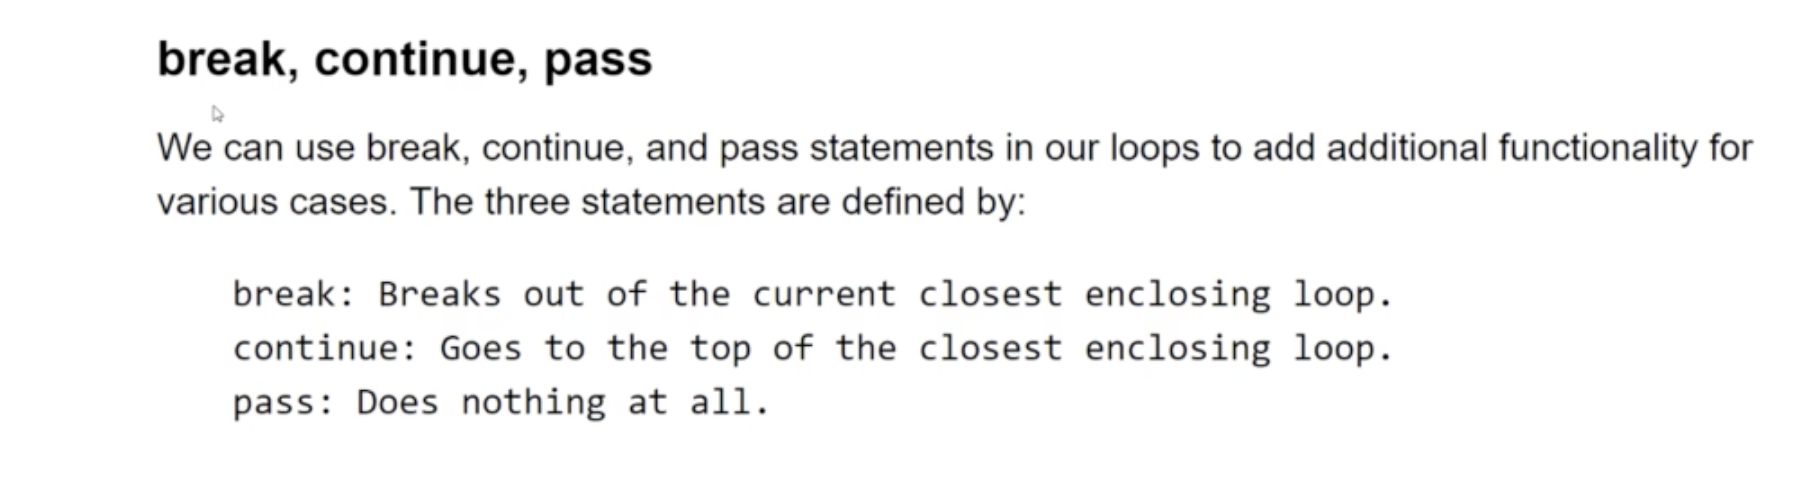 break, continue, pass
We can use break, continue, and pass statements in our loops to add additional functionality for
various cases. The three statements are defined by:
break: Breaks out of the current closest enclosing loop.
continue: Goes to the top of the closest enclosing loop.
pass: Does nothing at all.